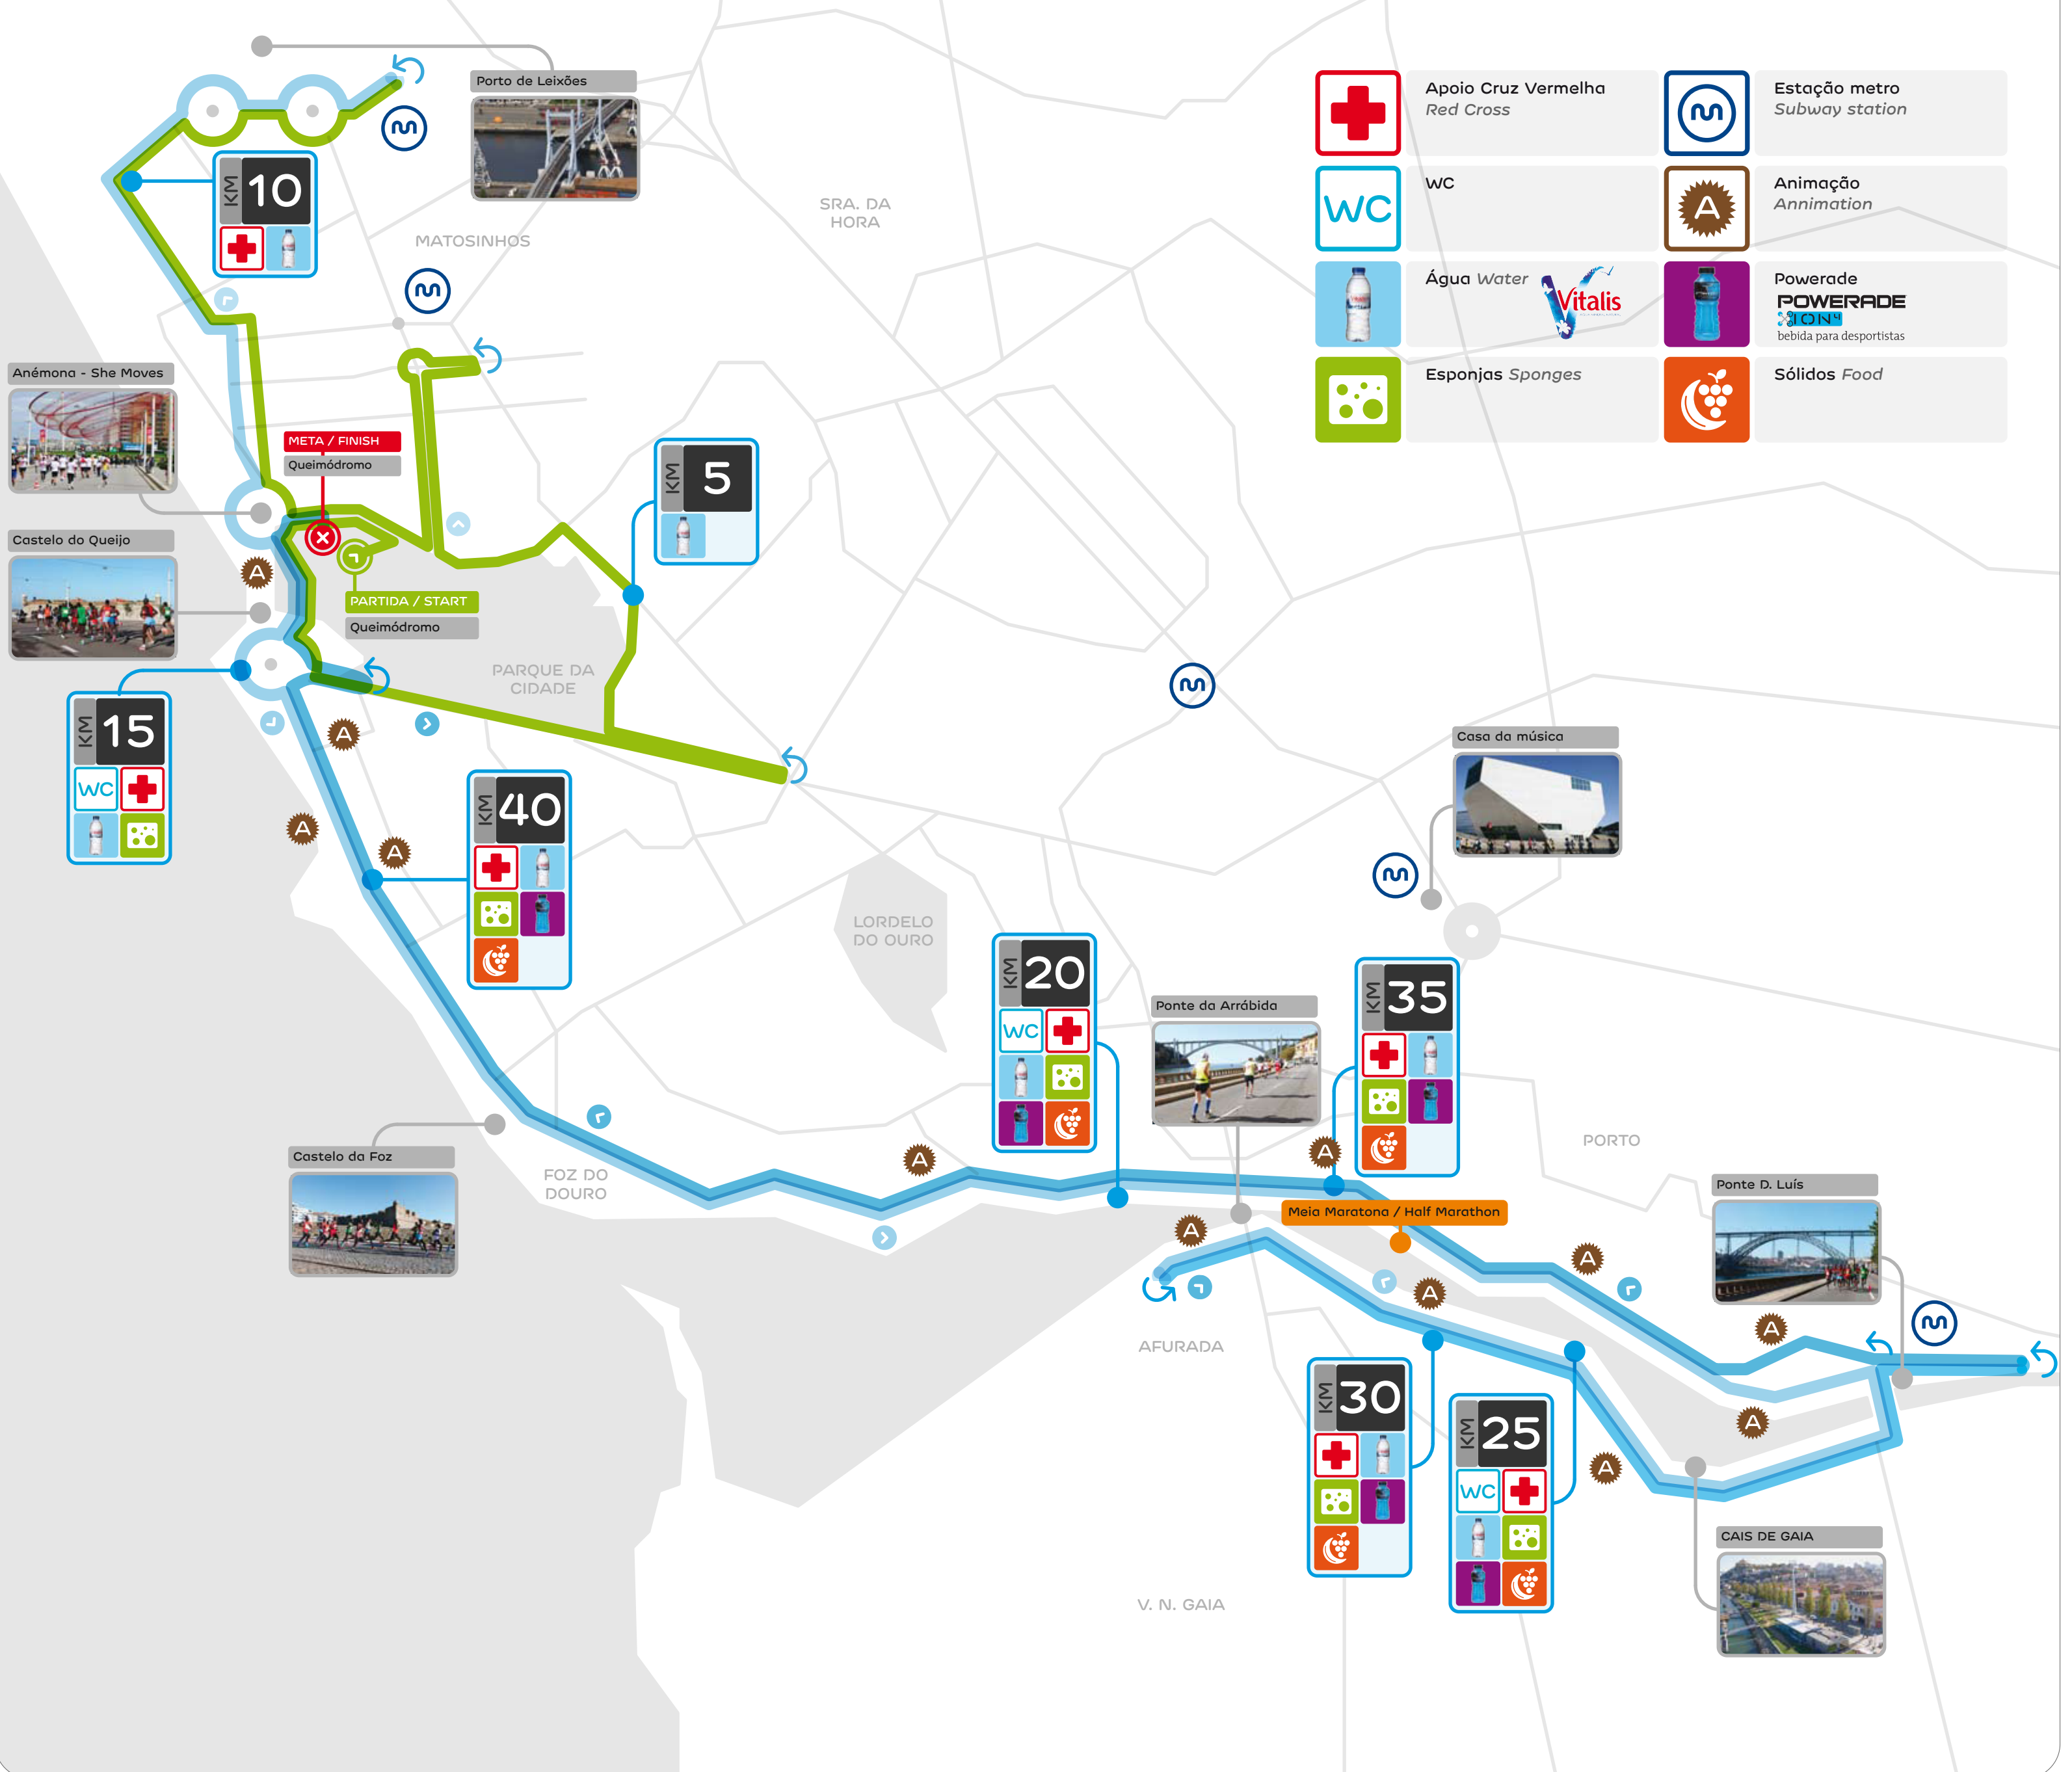 Porto de Leixões
KM 10
MATOSINHOS
SRA. DA
HORA
Apoio Cruz Vermelha
Red Cross
Estação metro
Subway station
WC
WC
A
Animação
Annimation
Água Water
Vitalis
Powerade
POWERADE
ION4
bebida para desportistas
Esponjas Sponges
Sólidos Food
Anémona - She Moves
META / FINISH
Queimódromo
KM 5
Castelo do Queijo
A
PARTIDA / START
Queimódromo
PARQUE DA
CIDADE
KM 15
WC
A
A
A
KM 40
Casa da música
LORDELO
DO OURO
KM 20
WC
Ponte da Arrábida
KM 35
Castelo da Foz
FOZ DO
DOURO
A
A
PORTO
Ponte D. Luís
Meia Maratona / Half Marathon
A
A
A
A
A
AFURADA
KM 30
KM 25
WC
A
CAIS DE GAIA
V. N. GAIA